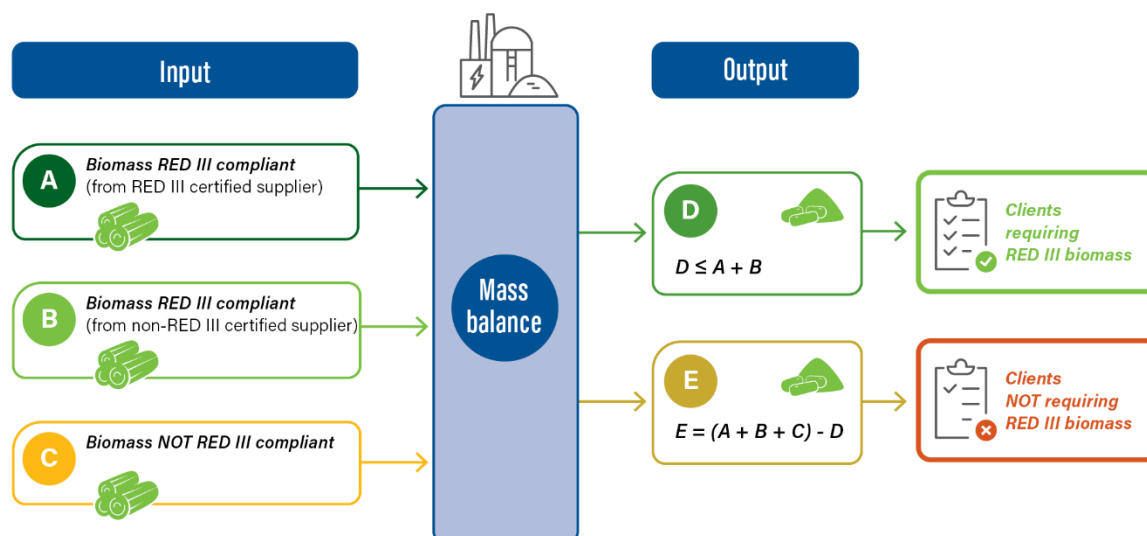 Input
Output
A
Biomass RED III compliant
(from RED III certified supplier)
B
Biomass RED III compliant
(from non-RED III certified supplier)
C
Biomass NOT RED III compliant
Mass
balance
D
D ≤ A + B
Clients
requiring
RED III biomass
E
E = (A + B + C) - D
Clients
NOT requiring
RED III biomass